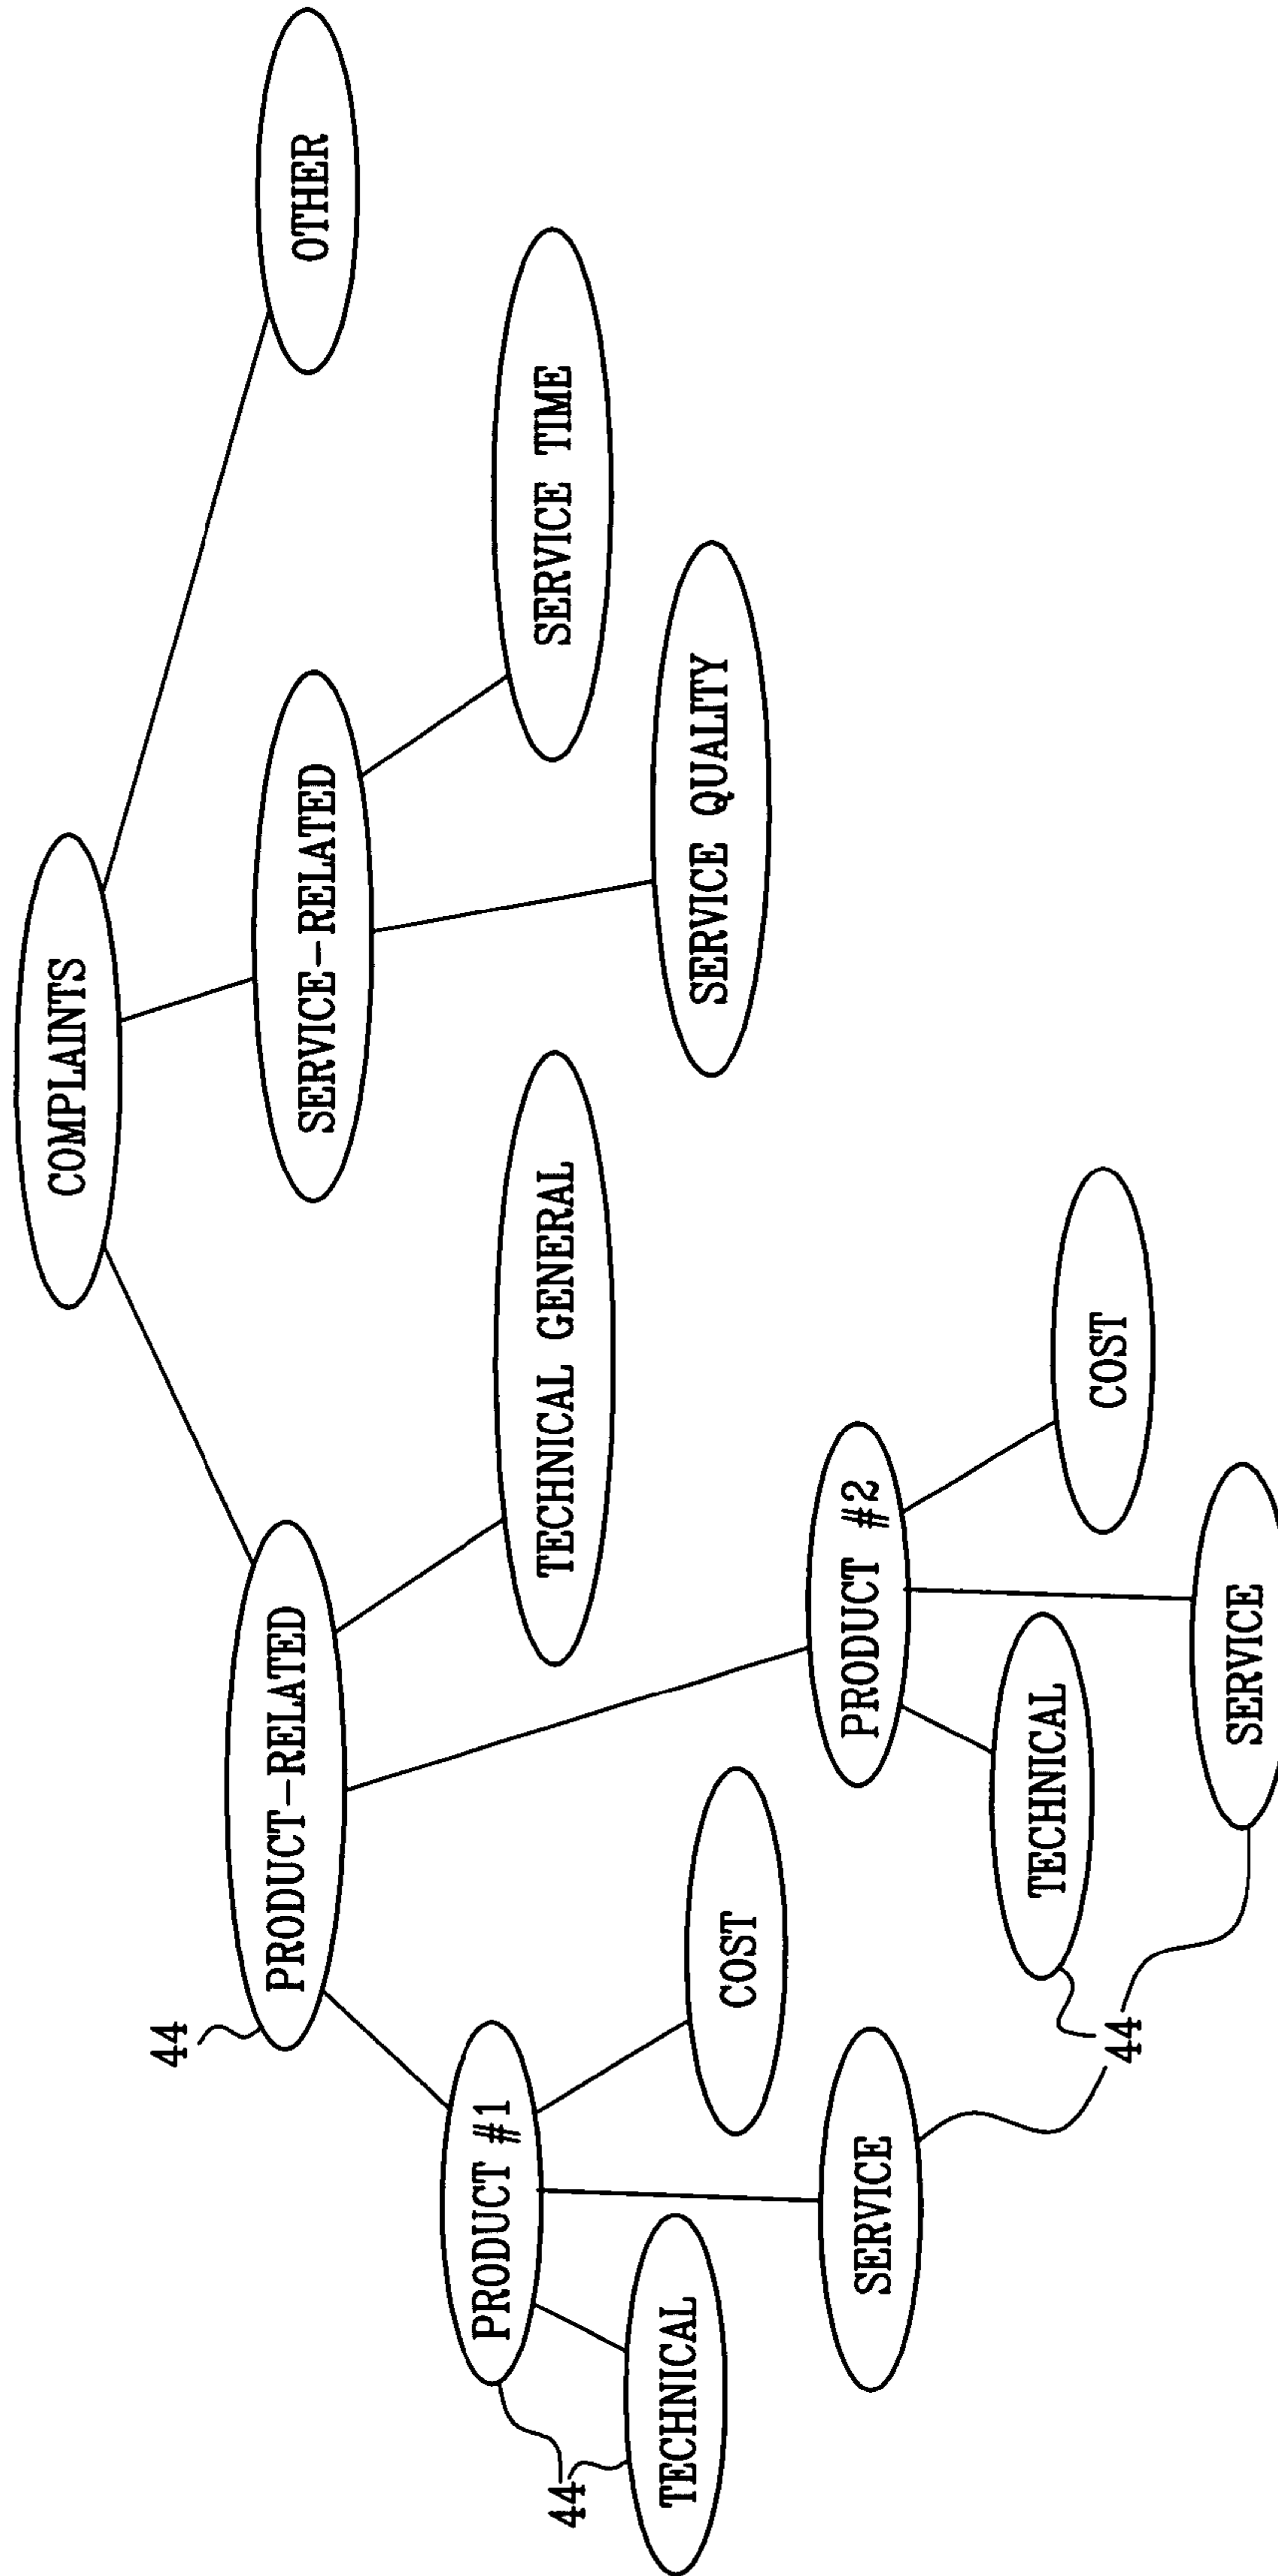 COMPLAINTS
44
PRODUCT-RELATED
SERVICE-RELATED
OTHER
PRODUCT #1
TECHNICAL GENERAL
SERVICE TIME
44
TECHNICAL
COST
SERVICE QUALITY
SERVICE
PRODUCT #2
44
TECHNICAL
COST
SERVICE